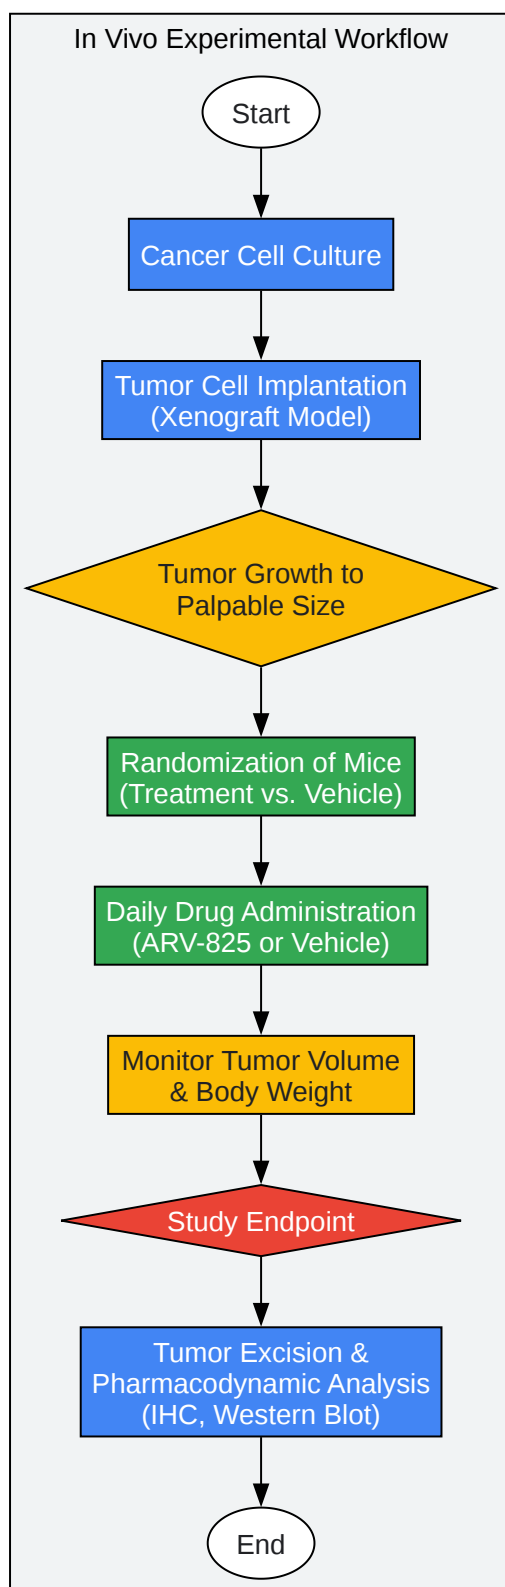 In Vivo Experimental Workflow
Start
Cancer Cell Culture
Tumor Cell Implantation
(Xenograft Model)
Tumor Growth to
Palpable Size
Randomization of Mice
(Treatment vs. Vehicle)
Daily Drug Administration
(ARV-825 or Vehicle)
Monitor Tumor Volume
& Body Weight
Study Endpoint
Tumor Excision &
Pharmacodynamic Analysis
(IHC, Western Blot)
End